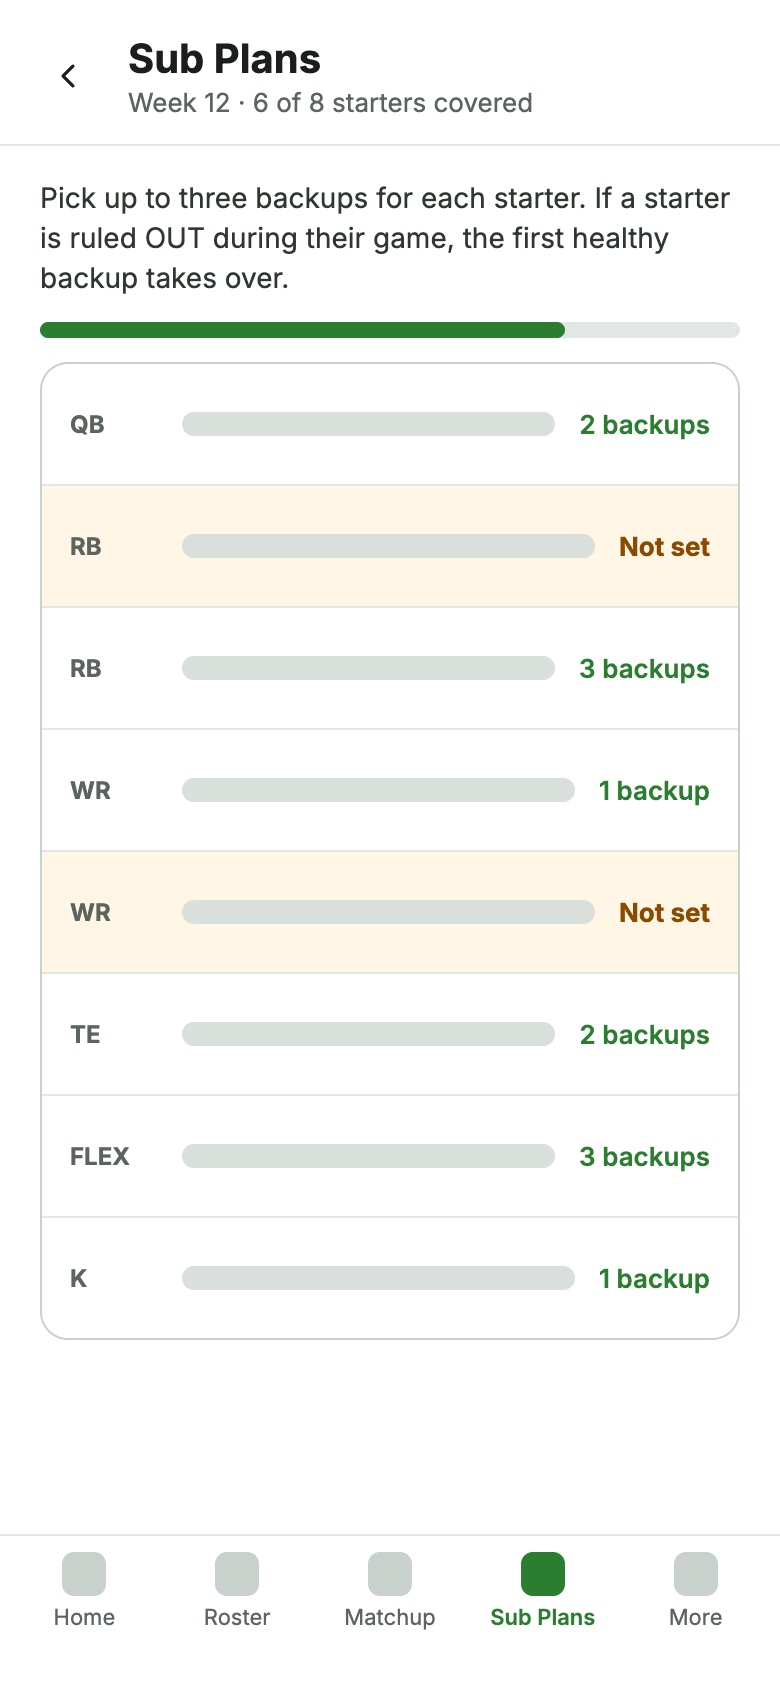 Sub Plans
Week 12 · 6 of 8 starters covered
Pick up to three backups for each starter. If a starter
is ruled OUT during their game, the first healthy
backup takes over.
QB 2 backups
RB Not set
RB 3 backups
WR 1 backup
WR Not set
TE 2 backups
FLEX 3 backups
K 1 backup
Home Roster Matchup Sub Plans More